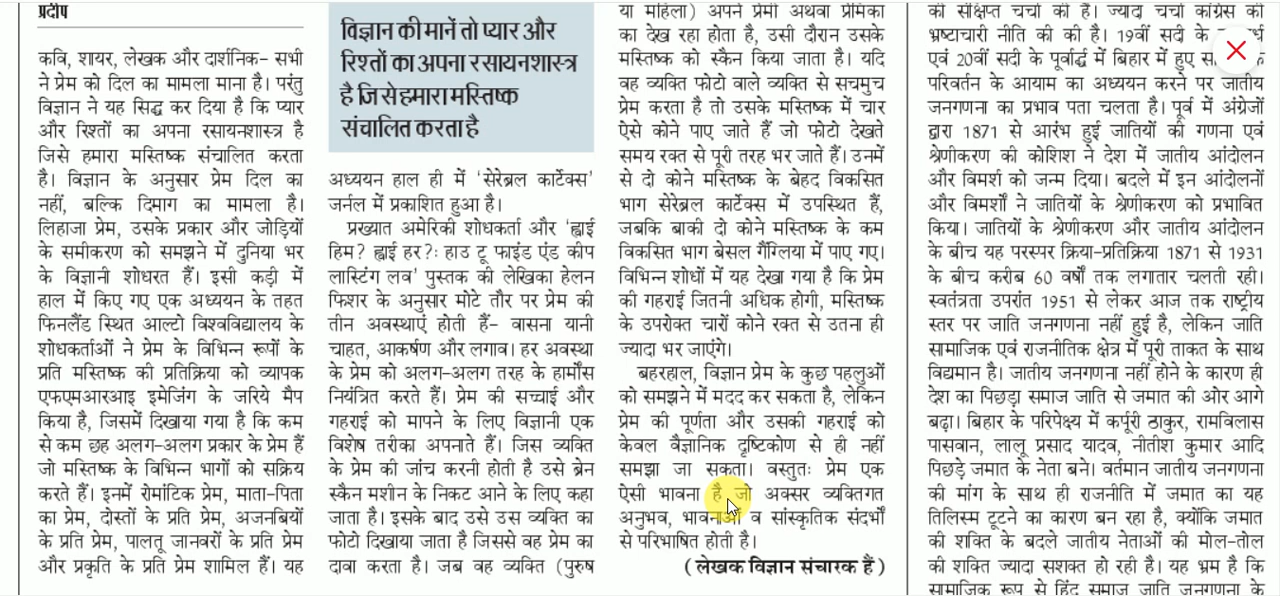 प्रदीप
कवि, शायर, लेखक और दार्शनिक- सभी
ने प्रेम को दिल का मामला माना है। परंतु
विज्ञान ने यह सिद्ध कर दिया है कि प्यार
और रिश्तों का अपना रसायनशास्त्र है
जिसे हमारा मस्तिष्क संचालित करता
है। विज्ञान के अनुसार प्रेम दिल का
नहीं, बल्कि दिमाग का मामला है।
लिहाजा प्रेम, उसके प्रकार और जोड़ियों
के समीकरण को समझने में दुनिया भर
के विज्ञानी शोधरत हैं। इसी कड़ी में
हाल में किए गए एक अध्ययन के तहत
फिनलैंड स्थित आल्टो विश्वविद्यालय के
शोधकर्ताओं ने प्रेम के विभिन्न रूपों के
प्रति मस्तिष्क की प्रतिक्रिया को व्यापक
एफएमआरआइ इमेजिंग के जरिये मैप
किया है, जिसमें दिखाया गया है कि कम
से कम छह अलग-अलग प्रकार के प्रेम हैं
जो मस्तिष्क के विभिन्न भागों को सक्रिय
करते हैं। इनमें रोमांटिक प्रेम, माता-पिता
का प्रेम, दोस्तों के प्रति प्रेम, अजनबियों
के प्रति प्रेम, पालतू जानवरों के प्रति प्रेम
और प्रकृति के प्रति प्रेम शामिल हैं। यह
विज्ञान की मानें तो प्यार और
रिश्तों का अपना रसायनशास्त्र
है जिसे हमारा मस्तिष्क
संचालित करता है
अध्ययन हाल ही में 'सेरेब्रल कार्टेक्स'
जर्नल में प्रकाशित हुआ है।
प्रख्यात अमेरिकी शोधकर्ता और 'ह्वाई
हिम? ह्वाई हर?: हाउ टू फाइंड एंड कीप
लास्टिंग लव' पुस्तक की लेखिका हेलन
फिशर के अनुसार मोटे तौर पर प्रेम की
तीन अवस्थाएं होती हैं- वासना यानी
चाहत, आकर्षण और लगाव। हर अवस्था
के प्रेम को अलग-अलग तरह के हार्मोंस
नियंत्रित करते हैं। प्रेम की सच्चाई और
गहराई को मापने के लिए विज्ञानी एक
विशेष तरीका अपनाते हैं। जिस व्यक्ति
के प्रेम की जांच करनी होती है उसे ब्रेन
स्कैन मशीन के निकट आने के लिए कहा
जाता है। इसके बाद उसे उस व्यक्ति का
फोटो दिखाया जाता है जिससे वह प्रेम का
दावा करता है। जब वह व्यक्ति (पुरुष
या महिला) अपने प्रेमी अथवा प्रेमिका
का देख रहा होता है, उसी दौरान उसके
मस्तिष्क को स्कैन किया जाता है। यदि
वह व्यक्ति फोटो वाले व्यक्ति से सचमुच
प्रेम करता है तो उसके मस्तिष्क में चार
ऐसे कोने पाए जाते हैं जो फोटो देखते
समय रक्त से पूरी तरह भर जाते हैं। उनमें
से दो कोने मस्तिष्क के बेहद विकसित
भाग सेरेब्रल कार्टेक्स में उपस्थित हैं,
जबकि बाकी दो कोने मस्तिष्क के कम
विकसित भाग बेसल गैंग्लिया में पाए गए।
विभिन्न शोधों में यह देखा गया है कि प्रेम
की गहराई जितनी अधिक होगी, मस्तिष्क
के उपरोक्त चारों कोने रक्त से उतना ही
ज्यादा भर जाएंगे।
बहरहाल, विज्ञान प्रेम के कुछ पहलुओं
को समझने में मदद कर सकता है, लेकिन
प्रेम की पूर्णता और उसकी गहराई को
केवल वैज्ञानिक दृष्टिकोण से ही नहीं
समझा जा सकता। वस्तुतः प्रेम एक
ऐसी भावना है जो अक्सर व्यक्तिगत
अनुभव, भावनाओं व सांस्कृतिक संदर्भों
से परिभाषित होती है।
( लेखक विज्ञान संचारक हैं )
की संक्षिप्त चर्चा की है। ज्यादा चर्चा कांग्रेस की
भ्रष्टाचारी नीति की की है। 19वीं सदी के
एवं 20वीं सदी के पूर्वार्द्ध में बिहार में हुए
परिवर्तन के आयाम का अध्ययन करने पर जातीय
जनगणना का प्रभाव पता चलता है। पूर्व में अंग्रेजों
द्वारा 1871 से आरंभ हुई जातियों की गणना एवं
श्रेणीकरण की कोशिश ने देश में जातीय आंदोलन
और विमर्श को जन्म दिया। बदले में इन आंदोलनों
और विमर्शों ने जातियों के श्रेणीकरण को प्रभावित
किया। जातियों के श्रेणीकरण और जातीय आंदोलन
के बीच यह परस्पर क्रिया-प्रतिक्रिया 1871 से 1931
के बीच करीब 60 वर्षों तक लगातार चलती रही।
स्वतंत्रता उपरांत 1951 से लेकर आज तक राष्ट्रीय
स्तर पर जाति जनगणना नहीं हुई है, लेकिन जाति
सामाजिक एवं राजनीतिक क्षेत्र में पूरी ताकत के साथ
विद्यमान है। जातीय जनगणना नहीं होने के कारण ही
देश का पिछड़ा समाज जाति से जमात की ओर आगे
बढ़ा। बिहार के परिपेक्ष्य में कर्पूरी ठाकुर, रामविलास
पासवान, लालू प्रसाद यादव, नीतीश कुमार आदि
पिछड़े जमात के नेता बने। वर्तमान जातीय जनगणना
की मांग के साथ ही राजनीति में जमात का यह
तिलिस्म टूटने का कारण बन रहा है, क्योंकि जमात
की शक्ति के बदले जातीय नेताओं की मोल-तोल
की शक्ति ज्यादा सशक्त हो रही है। यह भ्रम है कि
सामाजिक रूप से हिंदू समाज जाति जनगणना के